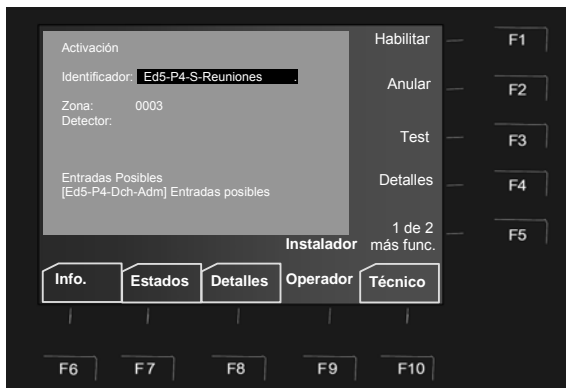 Activación
Identificador: Ed5-P4-S-Reuniones .
Zona: 0003
Detector:
Entradas Posibles
[Ed5-P4-Dch-Adm] Entradas posibles
Habilitar
F1
Anular
F2
Test
F3
Detalles
F4
1 de 2
más func.
F5
Instalador
Info.
Estados
Detalles
Operador
Técnico
F6
F7
F8
F9
F10